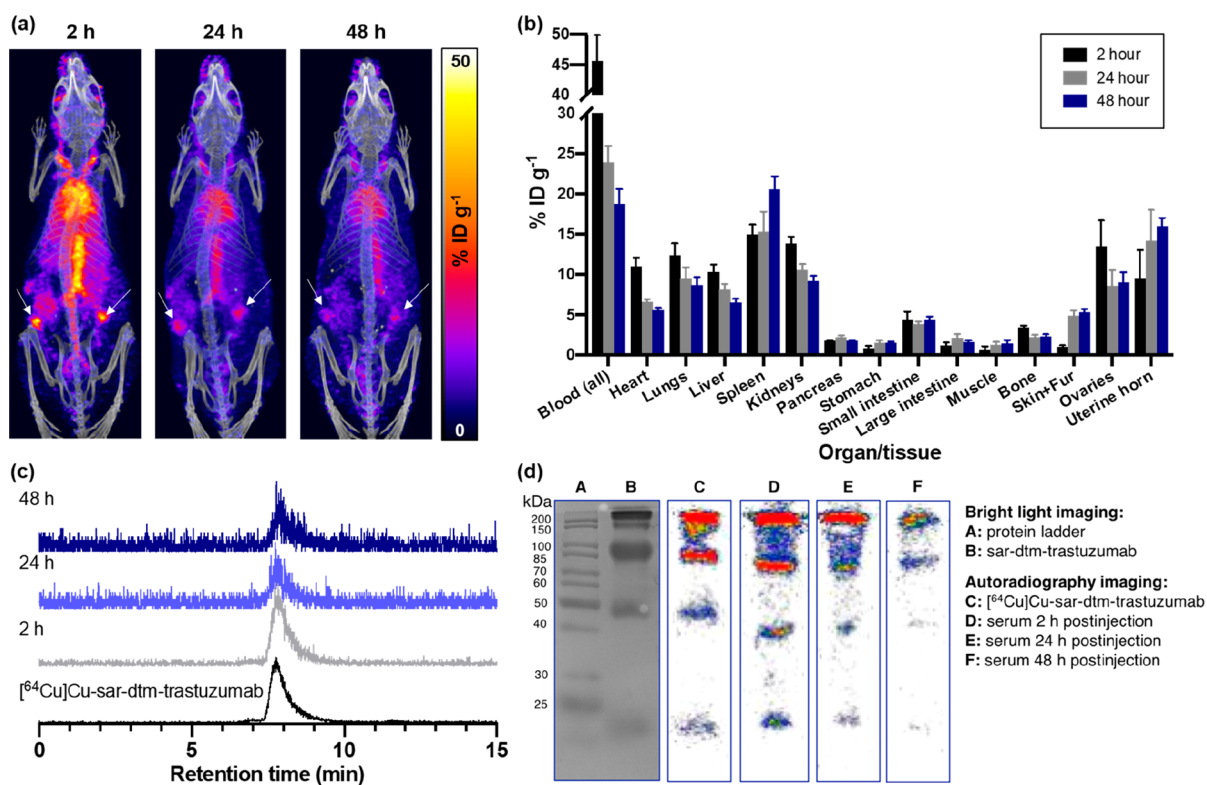 (a)
2 h 24 h 48 h
50
% ID g⁻¹
0
(b)
50
45
40
30
25
20
15
10
5
0
% ID g⁻¹
2 hour
24 hour
48 hour
Blood (all)
Heart
Lungs
Liver
Spleen
Kidneys
Pancreas
Stomach
Small intestine
Large intestine
Muscle
Bone
Skin+Fur
Ovaries
Uterine horn
Organ/tissue
(c)
48 h
24 h
2 h
[⁶⁴Cu]Cu-sar-dtm-trastuzumab
0 5 10 15
Retention time (min)
(d)
A B C D E F
kDa
200
150
100
85
70
60
50
40
30
25
Bright light imaging:
A: protein ladder
B: sar-dtm-trastuzumab
Autoradiography imaging:
C: [⁶⁴Cu]Cu-sar-dtm-trastuzumab
D: serum 2 h postinjection
E: serum 24 h postinjection
F: serum 48 h postinjection